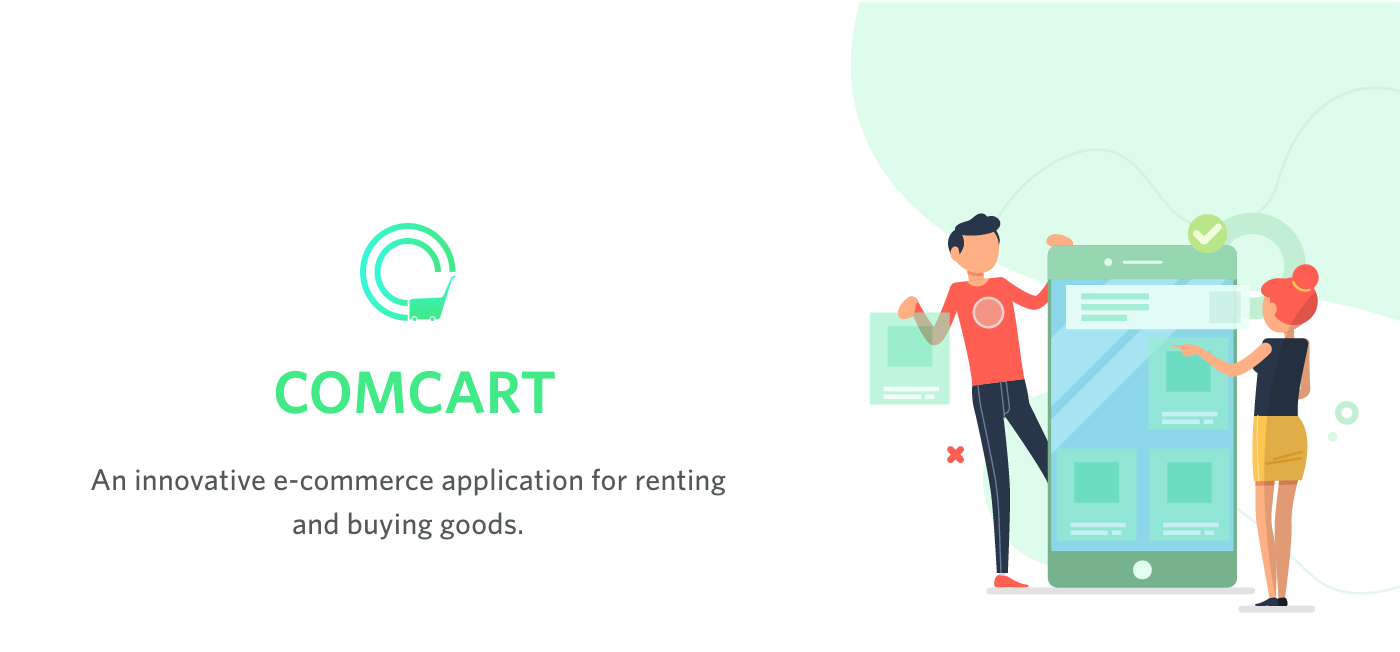 COMCART
An innovative e-commerce application for renting
and buying goods.